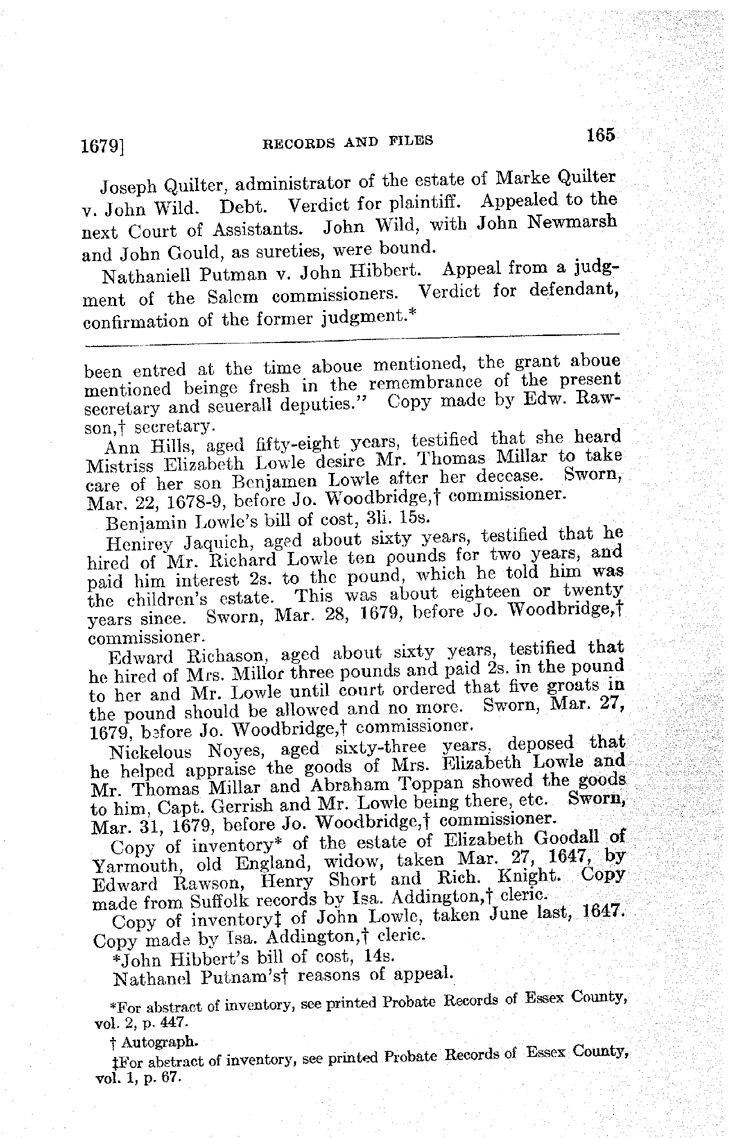 1679]
RECORDS AND FILES
165
Joseph Quilter, administrator of the estate of Marke Quilter
v. John Wild. Debt. Verdict for plaintiff. Appealed to the
next Court of Assistants. John Wild, with John Newmarsh
and John Gould, as sureties, were bound.
Nathaniell Putman v. John Hibbert. Appeal from a judg-
ment of the Salem commissioners. Verdict for defendant,
confirmation of the former judgment.*
been entred at the time aboue mentioned, the grant aboue
mentioned beinge fresh in the remembrance of the present
secretary and seuerall deputies." Copy made by Edw. Raw-
son,† secretary.
Ann Hills, aged fifty-eight years, testified that she heard
Mistriss Elizabeth Lowle desire Mr. Thomas Millar to take
care of her son Benjamen Lowle after her decease. Sworn,
Mar. 22, 1678-9, before Jo. Woodbridge,† commissioner.
Benjamin Lowle's bill of cost, 3li. 15s.
Henirey Jaquich, aged about sixty years, testified that he
hired of Mr. Richard Lowle ten pounds for two years, and
paid him interest 2s. to the pound, which he told him was
the children's estate. This was about eighteen or twenty
years since. Sworn, Mar. 28, 1679, before Jo. Woodbridge,†
commissioner.
Edward Richason, aged about sixty years, testified that
he hired of Mrs. Millor three pounds and paid 2s. in the pound
to her and Mr. Lowle until court ordered that five groats in
the pound should be allowed and no more. Sworn, Mar. 27,
1679, before Jo. Woodbridge,† commissioner.
Nickelous Noyes, aged sixty-three years, deposed that
he helped appraise the goods of Mrs. Elizabeth Lowle and
Mr. Thomas Millar and Abraham Toppan showed the goods
to him, Capt. Gerrish and Mr. Lowle being there, etc. Sworn,
Mar. 31, 1679, before Jo. Woodbridge,† commissioner.
Copy of inventory* of the estate of Elizabeth Goodall of
Yarmouth, old England, widow, taken Mar. 27, 1647, by
Edward Rawson, Henry Short and Rich. Knight. Copy
made from Suffolk records by Isa. Addington,† cleric.
Copy of inventory‡ of John Lowle, taken June last, 1647.
Copy made by Isa. Addington,† cleric.
*John Hibbert's bill of cost, 14s.
Nathanel Putnam's† reasons of appeal.
*For abstract of inventory, see printed Probate Records of Essex County,
vol. 2, p. 447.
† Autograph.
‡For abstract of inventory, see printed Probate Records of Essex County,
vol. 1, p. 67.